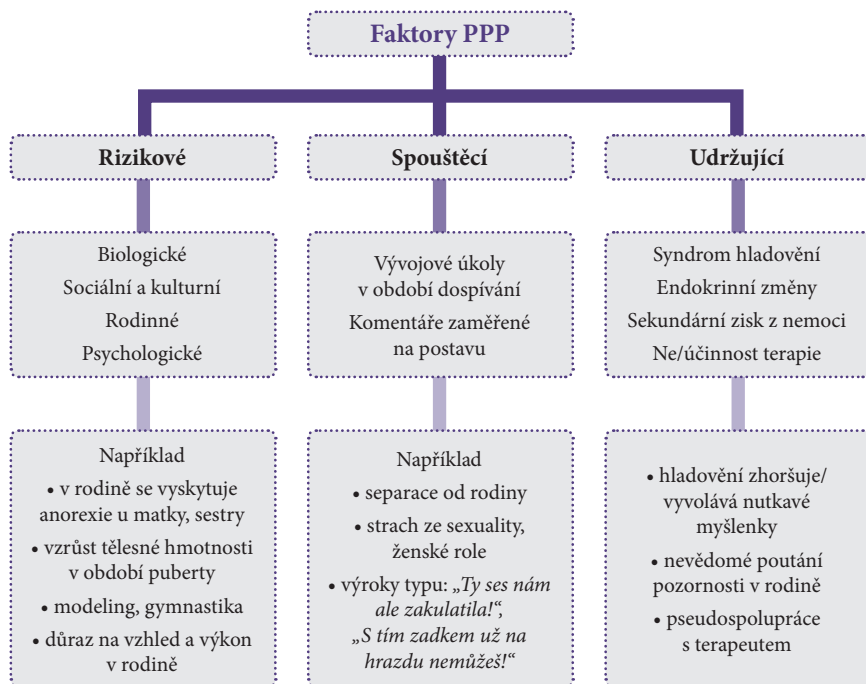 Faktory PPP
Rizikové
Spouštěcí
Udržující
Biologické
Sociální a kulturní
Rodinné
Psychologické
Vývojové úkoly
v období dospívání
Komentáře zaměřené
na postavu
Syndrom hladovění
Endokrinní změny
Sekundární zisk z nemoci
Ne/účinnost terapie
Například
• v rodině se vyskytuje
anorexie u matky, sestry
• vzrůst tělesné hmotnosti
v období puberty
• modeling, gymnastika
• důraz na vzhled a výkon
v rodině
Například
• separace od rodiny
• strach ze sexuality,
ženské role
• výroky typu: „Ty ses nám
ale zakulatila!“,
„S tím zadkem už na
hrazdu nemůžeš!“
• hladovění zhoršuje/
vyvolává nutkavé
myšlenky
• nevědomé poutání
pozornosti v rodině
• pseudospolupráce
s terapeutem